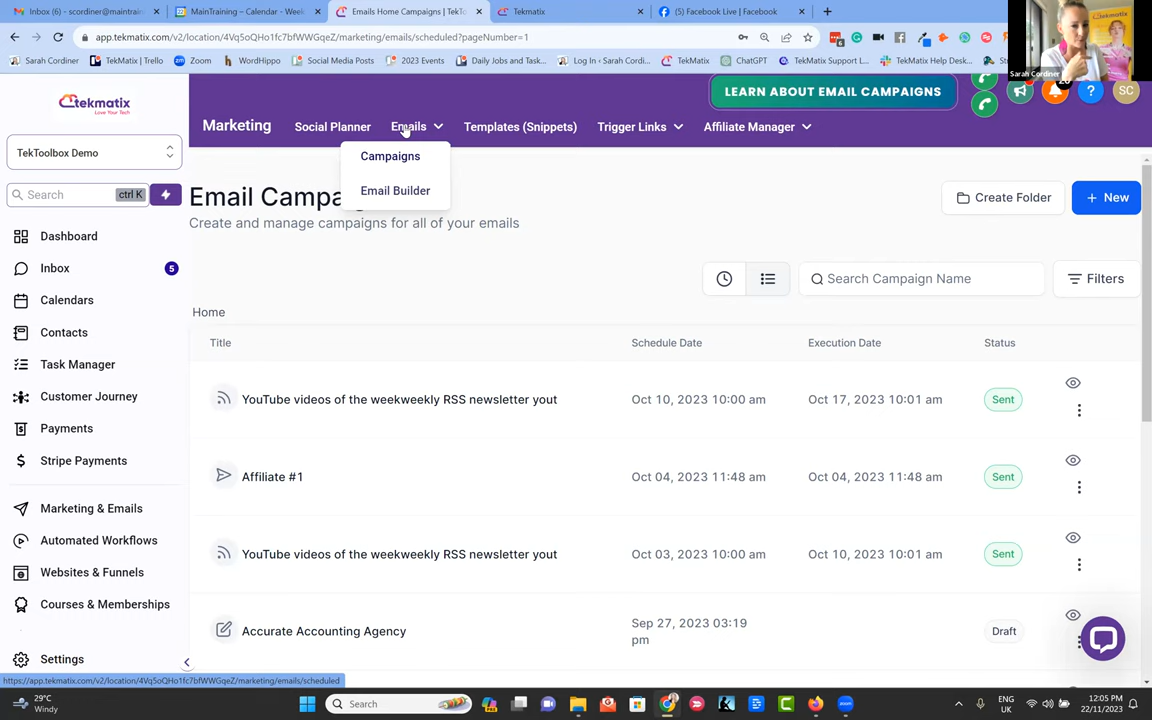 Inbox (6) - scordiner@maintrain
MainTraining – Calendar - Week
Emails Home Campaigns | TekTo
Tekmatix
(5) Facebook Live | Facebook
app.tekmatix.com/v2/location/4Vq5oQHo1fc7bfWWGqeZ/marketing/emails/scheduled?pageNumber=1
Sarah Cordiner
TekMatix | Trello
Zoom
WordHippo
Social Media Posts
2023 Events
Daily Jobs and Task...
Log In ‹ Sarah Cordi...
TekMatix
ChatGPT
TekMatix Support L...
TekMatix Help Desk...
Sarah Cordiner
tekmatix
Love Your Tech
Marketing
Social Planner
Emails
Templates (Snippets)
Trigger Links
Affiliate Manager
LEARN ABOUT EMAIL CAMPAIGNS
SC
Campaigns
Email Builder
TekToolbox Demo
Search
ctrl K
Dashboard
Inbox
5
Calendars
Contacts
Task Manager
Customer Journey
Payments
Stripe Payments
Marketing & Emails
Automated Workflows
Websites & Funnels
Courses & Memberships
Settings
Email Campa
Create and manage campaigns for all of your emails
Create Folder
+ New
Search Campaign Name
Filters
Home
Title
Schedule Date
Execution Date
Status
YouTube videos of the weekweekly RSS newsletter yout
Oct 10, 2023 10:00 am
Oct 17, 2023 10:01 am
Sent
Affiliate #1
Oct 04, 2023 11:48 am
Oct 04, 2023 11:48 am
Sent
YouTube videos of the weekweekly RSS newsletter yout
Oct 03, 2023 10:00 am
Oct 10, 2023 10:01 am
Sent
Accurate Accounting Agency
Sep 27, 2023 03:19
pm
Draft
https://app.tekmatix.com/v2/location/4Vq5oQHo1fc7bfWWGqeZ/marketing/emails/scheduled
29°C
Windy
Search
ENG
UK
12:05 PM
22/11/2023